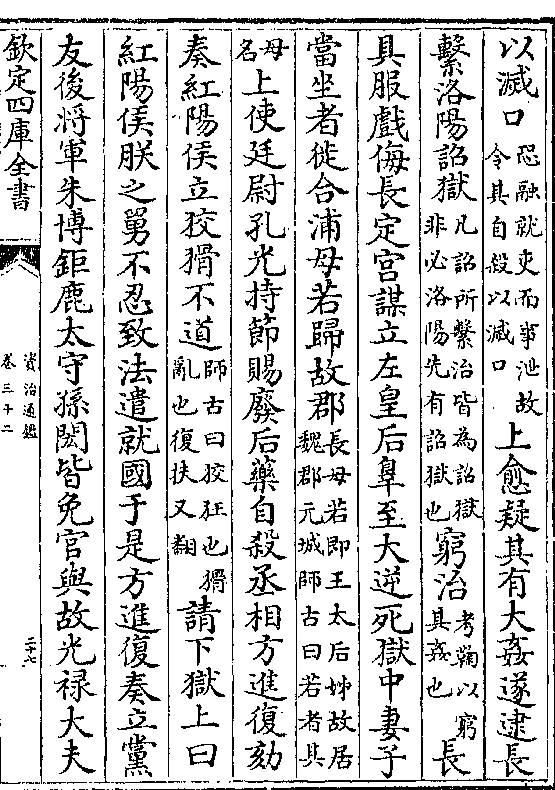 以滅口恐融就吏而事泄故令其自殺以滅口上愈疑其有大姦遂逮長
繫洛陽詔獄凡詔所繫治皆為詔獄非必洛陽先有詔獄也窮治考鞠以窮其姦也長
具服戲侮長定宮謀立左皇后辠至大逆死獄中妻子
當坐者徙合浦母若歸故郡長母若即王太后姊故居魏郡元城師古曰若者其
母名上使廷尉孔光持節賜廢后藥自殺丞相方進復劾
奏紅陽侯立狡猾不道師古曰狡狂也猾亂也復扶又翻請下獄上曰
紅陽侯朕之舅不忍致法遣就國于是方進復奏立黨
友後將軍朱博鉅鹿太守孫閎皆免官與故光禄大夫
欽定四庫全書
資治通鑑
卷三十二
二十七